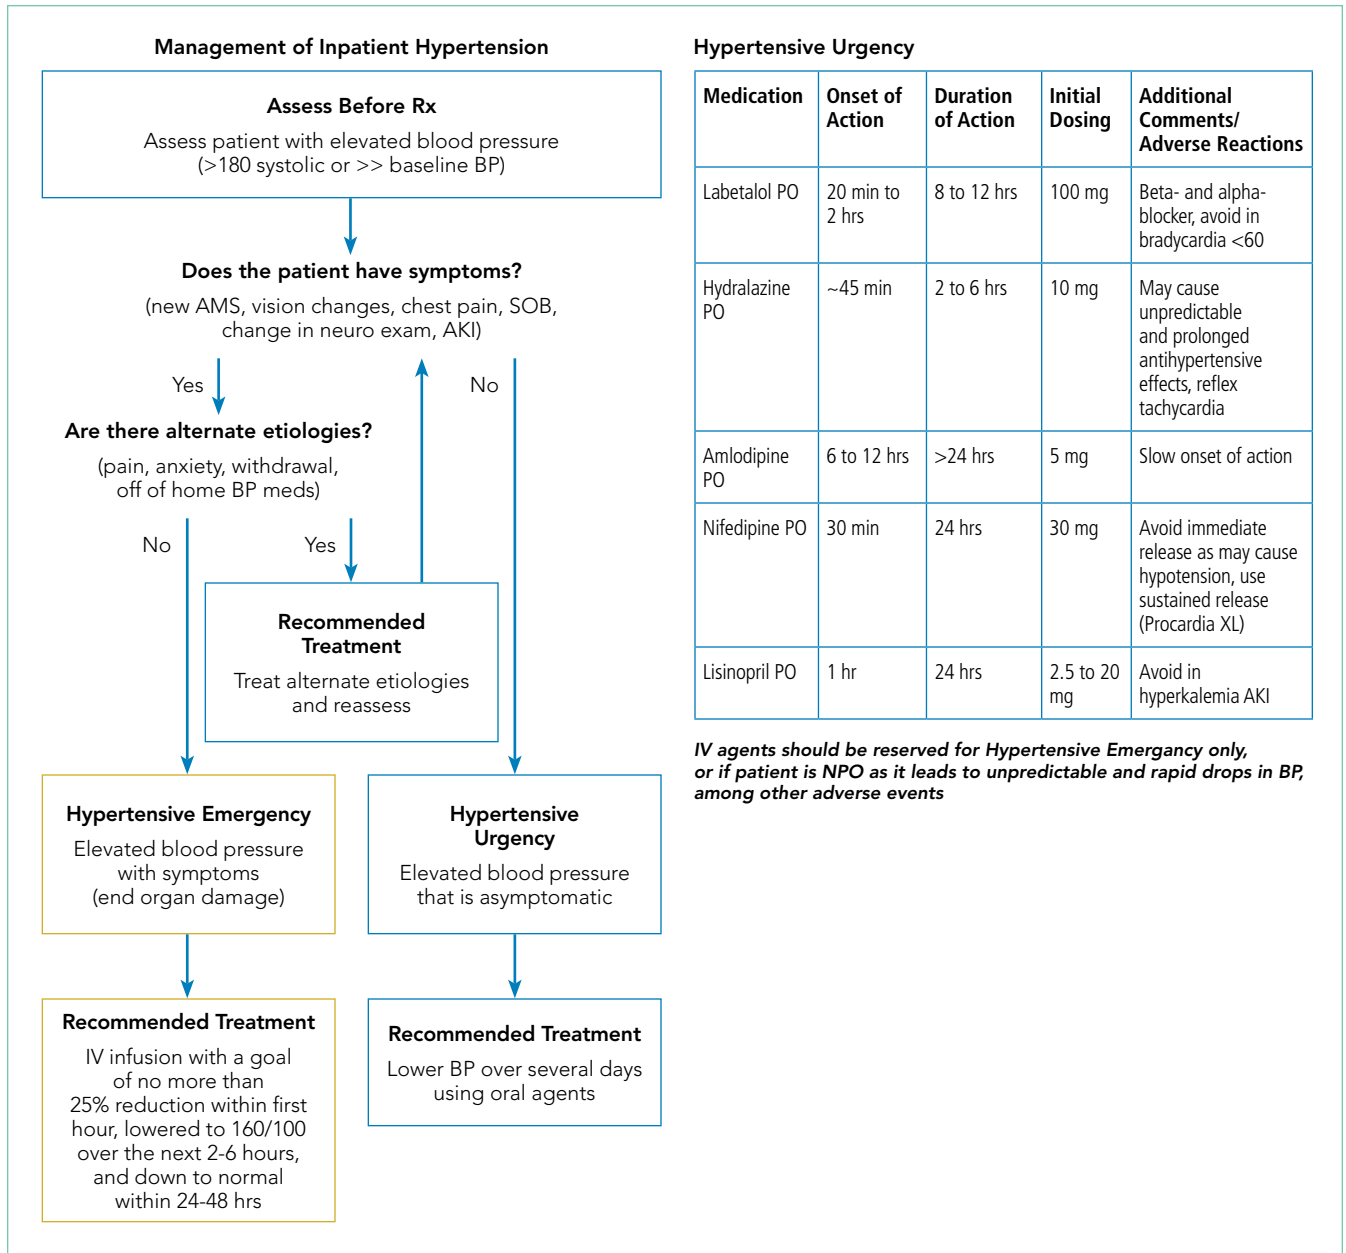 Management of Inpatient Hypertension
Assess Before Rx
Assess patient with elevated blood pressure
(>180 systolic or >> baseline BP)
Does the patient have symptoms?
(new AMS, vision changes, chest pain, SOB,
change in neuro exam, AKI)
Yes
No
Are there alternate etiologies?
(pain, anxiety, withdrawal,
off of home BP meds)
No
Yes
Recommended
Treatment
Treat alternate etiologies
and reassess
Hypertensive Emergency
Elevated blood pressure
with symptoms
(end organ damage)
Hypertensive
Urgency
Elevated blood pressure
that is asymptomatic
Recommended Treatment
IV infusion with a goal
of no more than
25% reduction within first
hour, lowered to 160/100
over the next 2-6 hours,
and down to normal
within 24-48 hrs
Recommended Treatment
Lower BP over several days
using oral agents
Hypertensive Urgency
Medication
Onset of
Action
Duration
of Action
Initial
Dosing
Additional
Comments/
Adverse Reactions
Labetalol PO
20 min to
2 hrs
8 to 12 hrs
100 mg
Beta- and alpha-
blocker, avoid in
bradycardia <60
Hydralazine
PO
~45 min
2 to 6 hrs
10 mg
May cause
unpredictable
and prolonged
antihypertensive
effects, reflex
tachycardia
Amlodipine
PO
6 to 12 hrs
>24 hrs
5 mg
Slow onset of action
Nifedipine PO
30 min
24 hrs
30 mg
Avoid immediate
release as may cause
hypotension, use
sustained release
(Procardia XL)
Lisinopril PO
1 hr
24 hrs
2.5 to 20
mg
Avoid in
hyperkalemia AKI
IV agents should be reserved for Hypertensive Emergancy only,
or if patient is NPO as it leads to unpredictable and rapid drops in BP,
among other adverse events